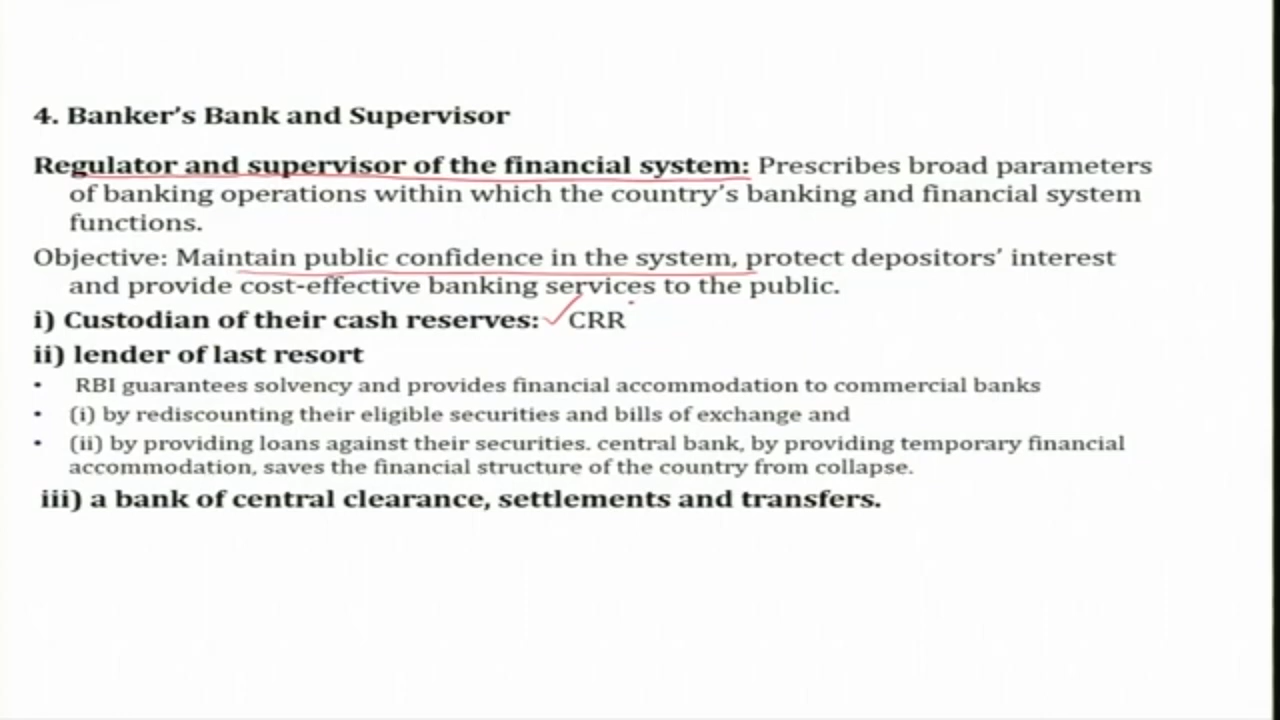 4. Banker's Bank and Supervisor
Regulator and supervisor of the financial system: Prescribes broad parameters
of banking operations within which the country's banking and financial system
functions.
Objective: Maintain public confidence in the system, protect depositors' interest
and provide cost-effective banking services to the public.
i) Custodian of their cash reserves: CRR
ii) lender of last resort
• RBI guarantees solvency and provides financial accommodation to commercial banks
• (i) by rediscounting their eligible securities and bills of exchange and
• (ii) by providing loans against their securities. central bank, by providing temporary financial
accommodation, saves the financial structure of the country from collapse.
iii) a bank of central clearance, settlements and transfers.